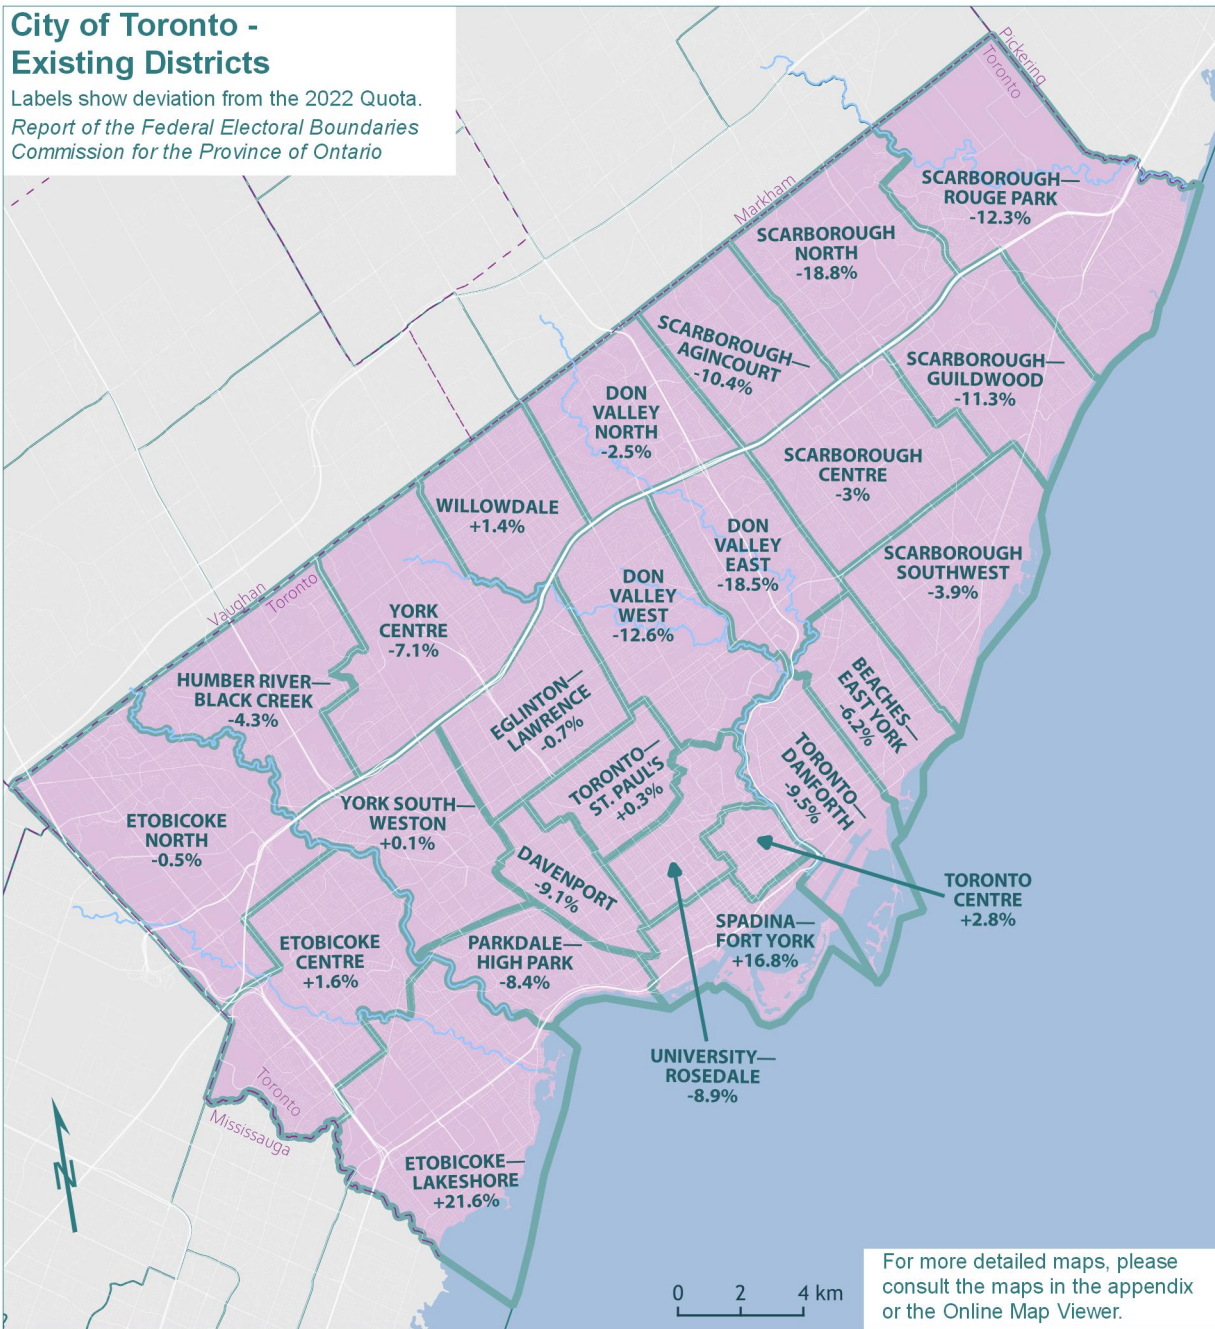 City of Toronto -
Existing Districts
Labels show deviation from the 2022 Quota.
Report of the Federal Electoral Boundaries
Commission for the Province of Ontario
Pickering
Toronto
Markham
SCARBOROUGH—
ROUGE PARK
-12.3%
SCARBOROUGH
NORTH
-18.8%
SCARBOROUGH—
AGINCOURT
-10.4%
SCARBOROUGH—
GUILDWOOD
-11.3%
DON
VALLEY
NORTH
-2.5%
SCARBOROUGH
CENTRE
-3%
WILLOWDALE
+1.4%
DON
VALLEY
EAST
-18.5%
SCARBOROUGH
SOUTHWEST
-3.9%
DON
VALLEY
WEST
-12.6%
Vaughan
Toronto
YORK
CENTRE
-7.1%
HUMBER RIVER—
BLACK CREEK
-4.3%
EGLINTON—
LAWRENCE
-0.7%
BEACHES—
EAST YORK
-6.2%
TORONTO—
ST. PAUL'S
+0.3%
TORONTO—
DANFORTH
-9.5%
ETOBICOKE
NORTH
-0.5%
YORK SOUTH—
WESTON
+0.1%
DAVENPORT
-9.1%
TORONTO
CENTRE
+2.8%
SPADINA—
FORT YORK
+16.8%
ETOBICOKE
CENTRE
+1.6%
PARKDALE—
HIGH PARK
-8.4%
UNIVERSITY—
ROSEDALE
-8.9%
Toronto
Mississauga
ETOBICOKE—
LAKESHORE
+21.6%
N
0 2 4 km
For more detailed maps, please
consult the maps in the appendix
or the Online Map Viewer.